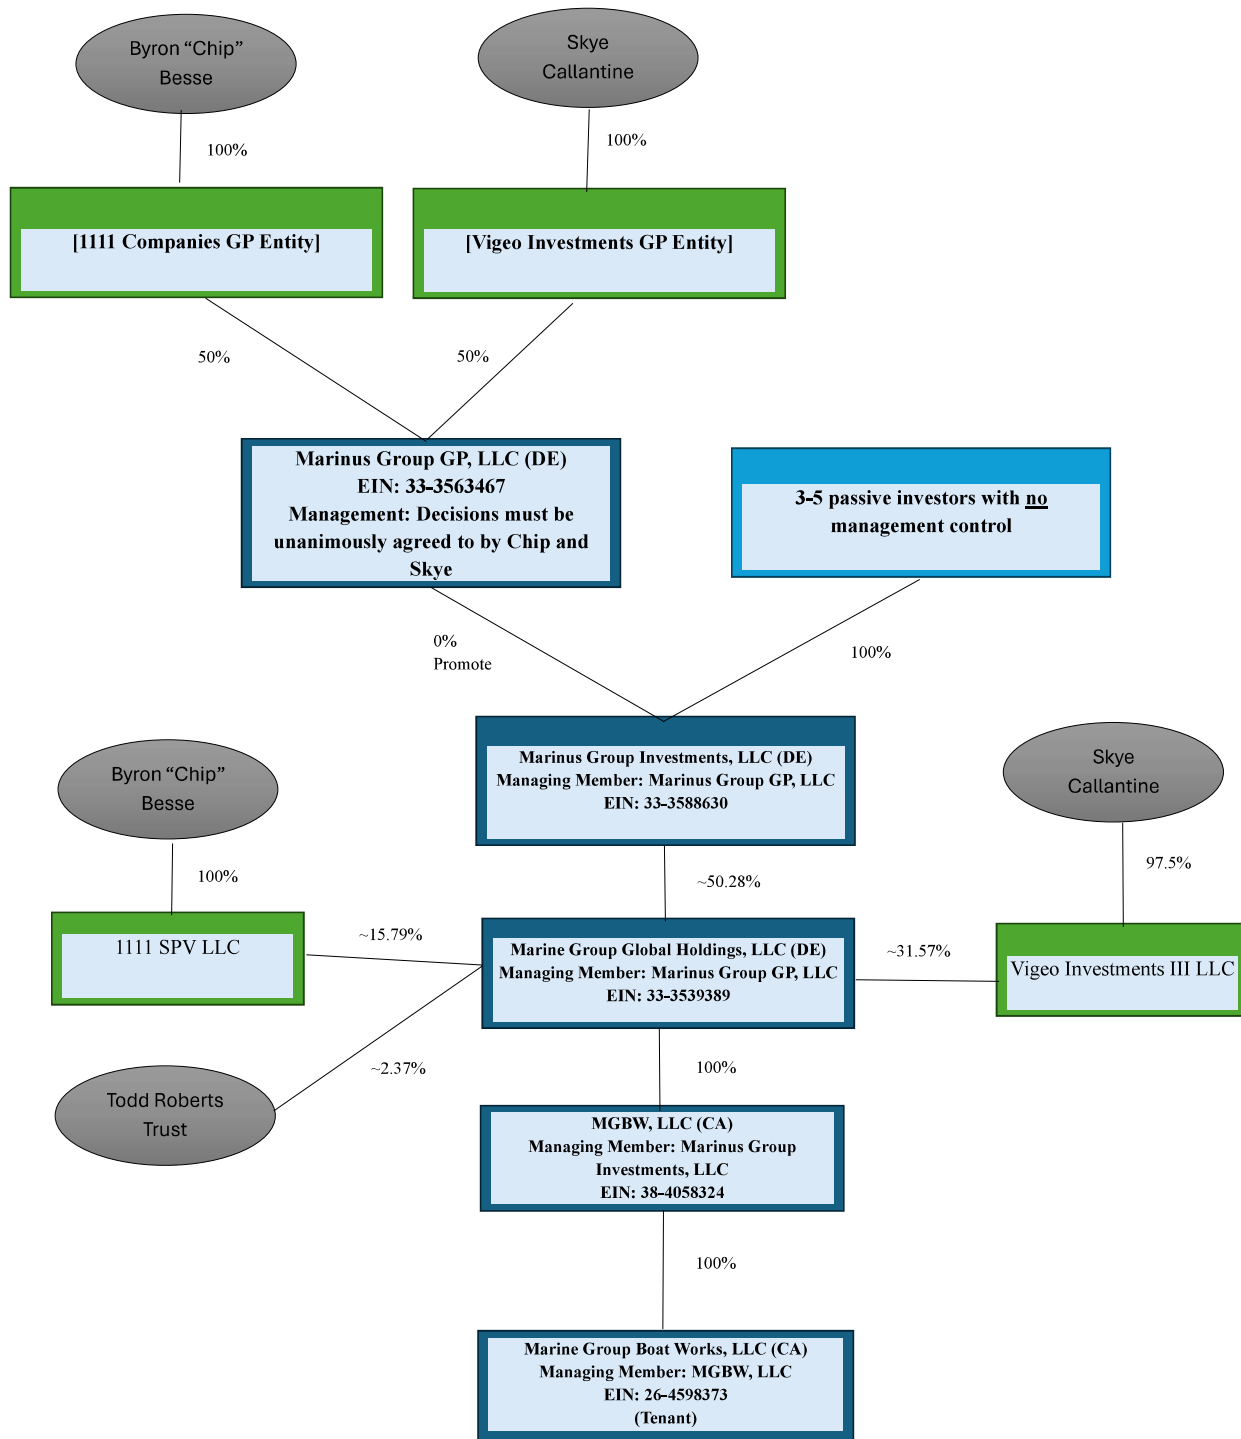 Byron “Chip”
Besse
Skye
Callantine
100%
100%
[1111 Companies GP Entity]
[Vigeo Investments GP Entity]
50%
50%
Marinus Group GP, LLC (DE)
EIN: 33-3563467
Management: Decisions must be
unanimously agreed to by Chip and
Skye
3-5 passive investors with no
management control
0%
Promote
100%
Marinus Group Investments, LLC (DE)
Managing Member: Marinus Group GP, LLC
EIN: 33-3588630
Byron “Chip”
Besse
Skye
Callantine
100%
~50.28%
97.5%
1111 SPV LLC
~15.79%
Marine Group Global Holdings, LLC (DE)
Managing Member: Marinus Group GP, LLC
EIN: 33-3539389
~31.57%
Vigeo Investments III LLC
~2.37%
100%
Todd Roberts
Trust
MGBW, LLC (CA)
Managing Member: Marinus Group
Investments, LLC
EIN: 38-4058324
100%
Marine Group Boat Works, LLC (CA)
Managing Member: MGBW, LLC
EIN: 26-4598373
(Tenant)